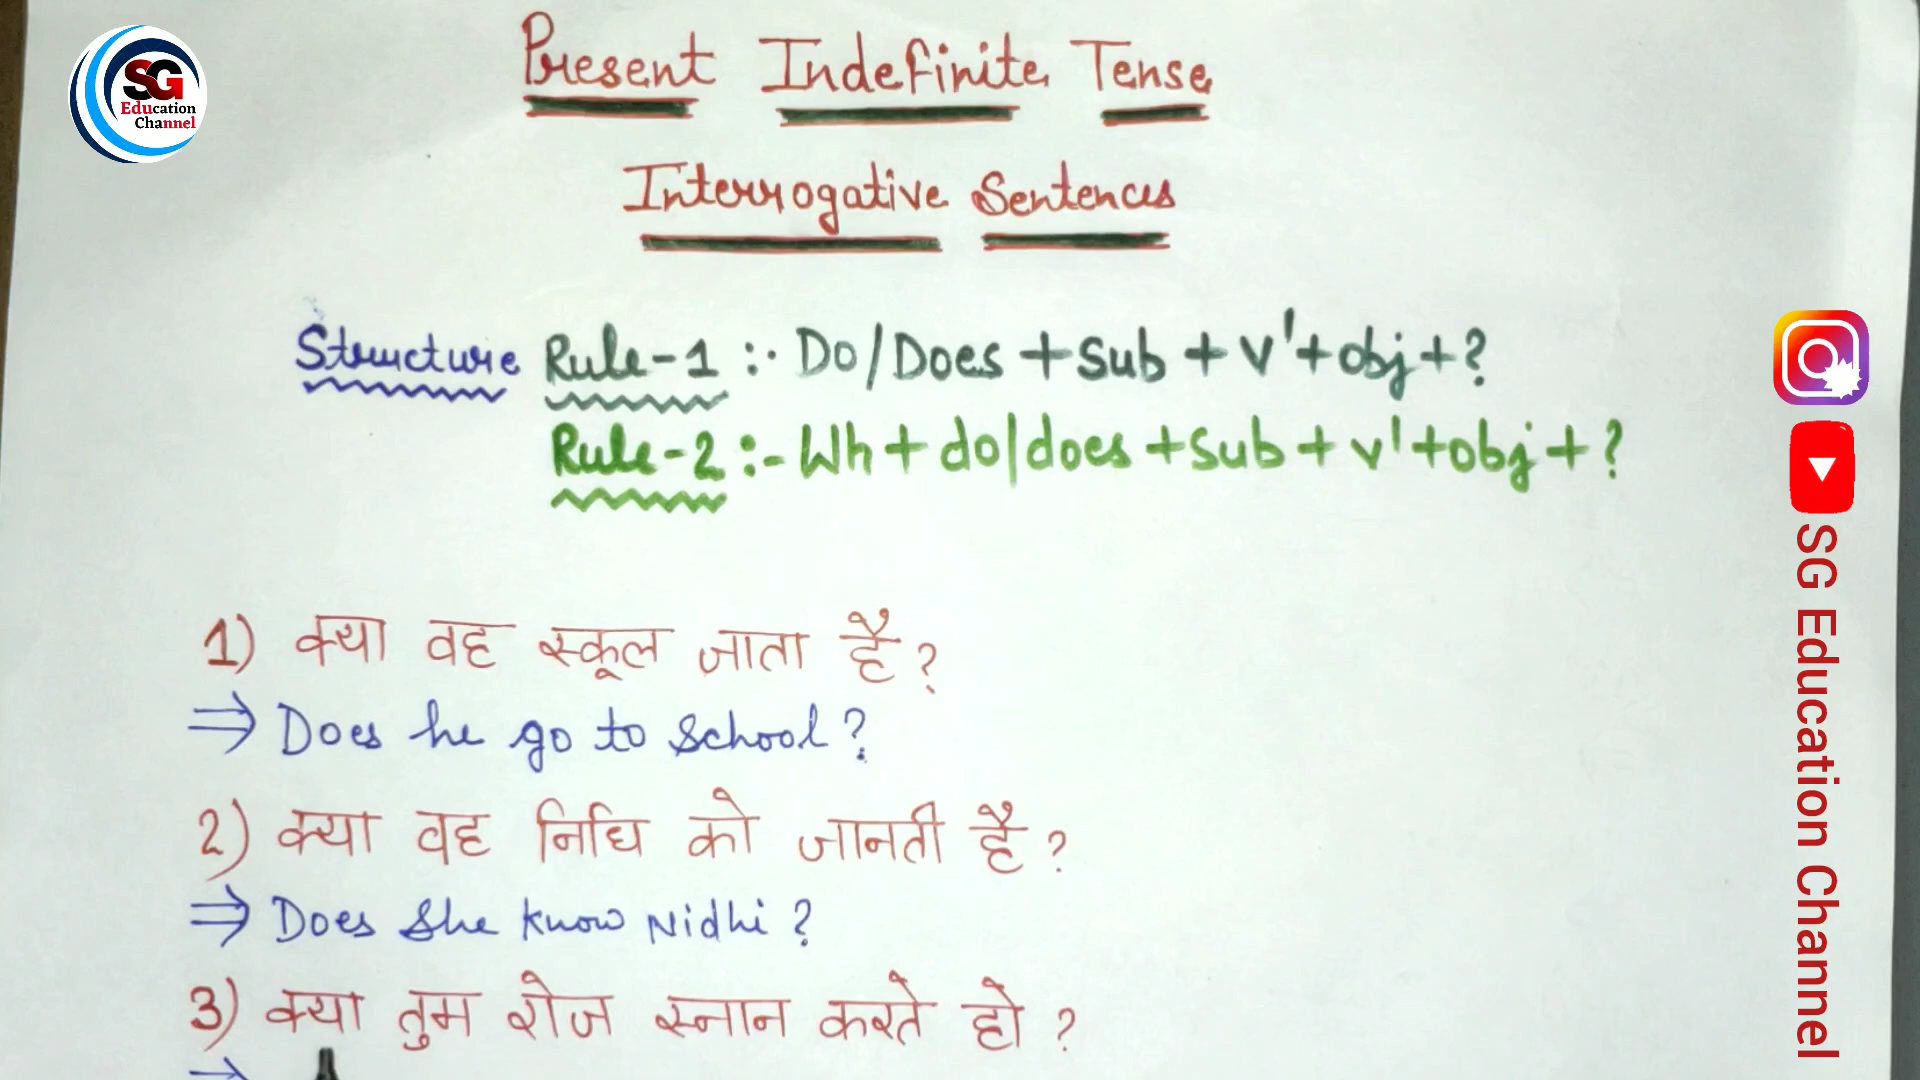 SG
Education
Channel
Present Indefinite Tense
Interrogative Sentences
Structure Rule-1 :- Do/Does + Sub + V¹ + obj + ?
Rule-2 :- Wh + do/does + Sub + v¹ + obj + ?
1) क्या वह स्कूल जाता है ?
⇒ Does he go to School ?
2) क्या वह निधि को जानती है ?
⇒ Does She Know Nidhi ?
3) क्या तुम रोज स्नान करते हो ?
⇒
SG Education Channel